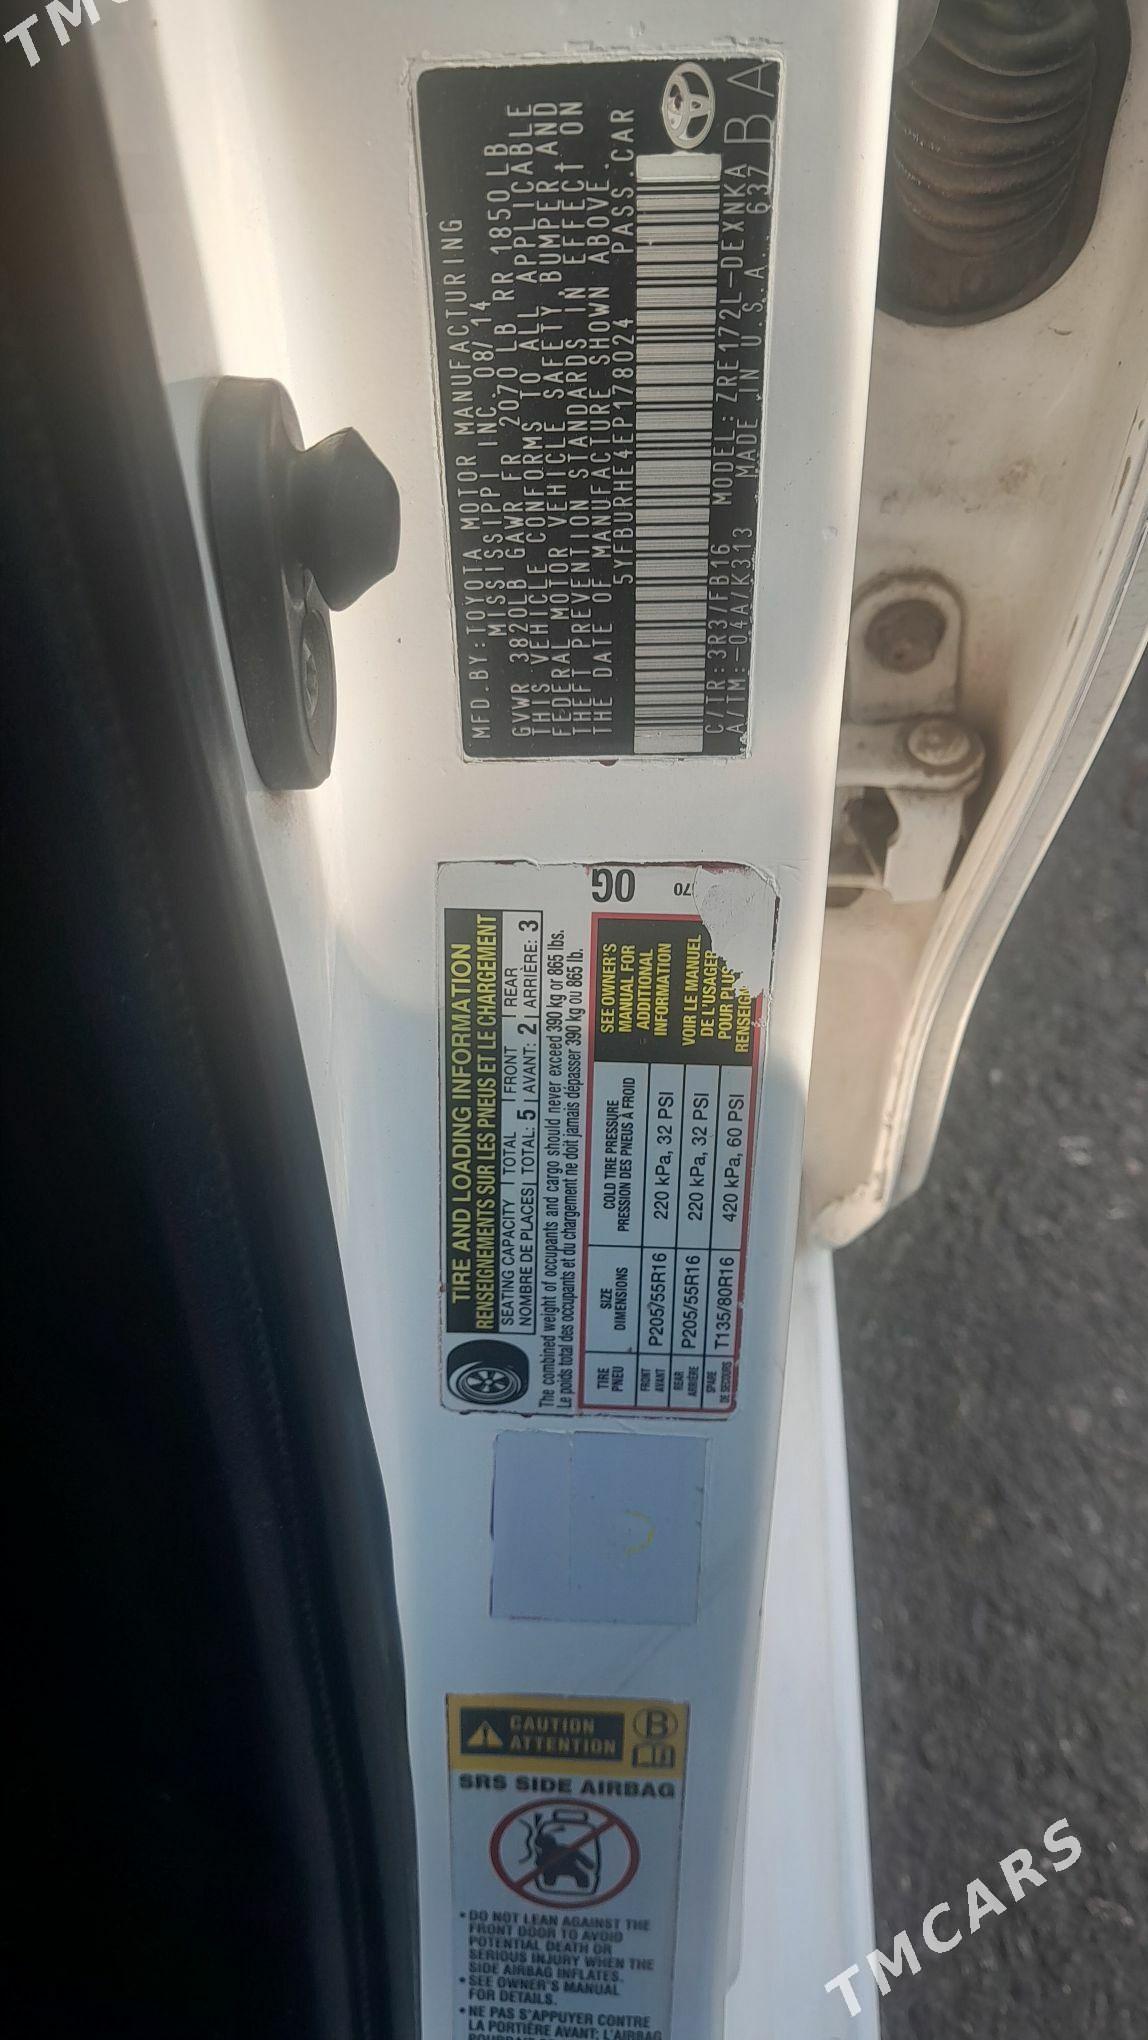 MFD.BY:TOYOTA MOTOR MANUFACTURING
MISSISSIPPI INC. 08/14
GVWR 3820LB GAWR FR 2070 LB RR 1850 LB
THIS VEHICLE CONFORMS TO ALL APPLICABLE
FEDERAL MOTOR VEHICLE SAFETY, BUMPER, AND
THEFT PREVENTION STANDARDS IN EFFECT ON
THE DATE OF MANUFACTURE SHOWN ABOVE.
5YFBURHE4EP178024 PASS.CAR
C/TR:3R3/FB16 MODEL:ZRE172L-DEXNKA
A/TM:-04A/K313 MADE IN U.S.A. 637 BA
TIRE AND LOADING INFORMATION
RENSEIGNEMENTS SUR LES PNEUS ET LE CHARGEMENT
SEATING CAPACITY TOTAL FRONT REAR
NOMBRE DE PLACES TOTAL: 5 AVANT: 2 ARRIÈRE: 3
The combined weight of occupants and cargo should never exceed 390 kg or 865 lbs.
Le poids total des occupants et du chargement ne doit jamais dépasser 390 kg ou 865 lb.
0G
TIRE SIZE COLD TIRE PRESSURE
PNEU DIMENSIONS PRESSION DES PNEUS À FROID
FRONT
AVANT P205/55R16 220 kPa, 32 PSI
REAR
ARRIÈRE P205/55R16 220 kPa, 32 PSI
SPARE
DE SECOURS T135/80R16 420 kPa, 60 PSI
SEE OWNER'S
MANUAL FOR
ADDITIONAL
INFORMATION
VOIR LE MANUEL
DE L'USAGER
POUR PLUS
CAUTION
ATTENTION
B
SRS SIDE AIRBAG
• DO NOT LEAN AGAINST THE
FRONT DOOR TO AVOID
POTENTIAL DEATH OR
SERIOUS INJURY WHEN THE
SIDE AIRBAG INFLATES.
• SEE OWNER'S MANUAL
FOR DETAILS.
• NE PAS S'APPUYER CONTRE
LA PORTIÈRE AVANT; L'AIRBAG
TMCARS